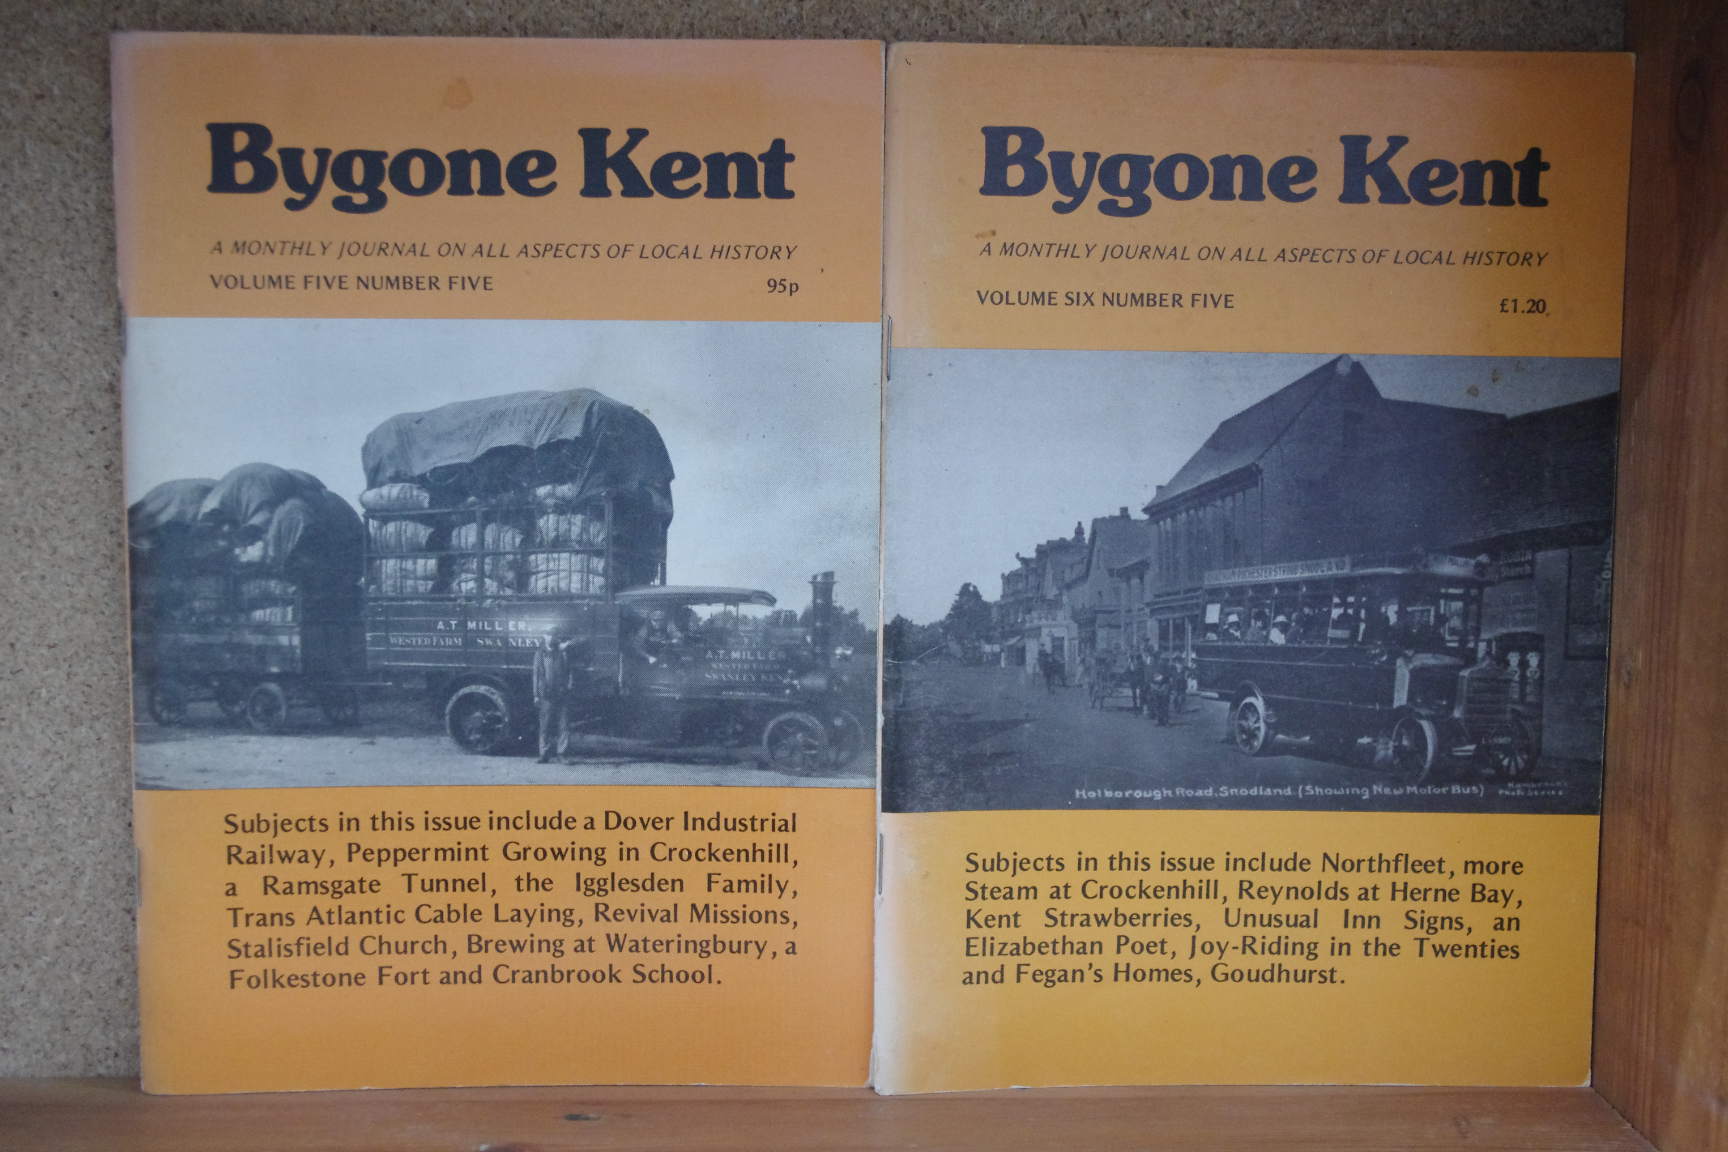 Bygone Kent
A MONTHLY JOURNAL ON ALL ASPECTS OF LOCAL HISTORY
VOLUME FIVE NUMBER FIVE 95p
A.T. MILLER.
WESTED FARM SWANLEY
A.T. MILLER
WESTED FARM
SWANLEY KENT
Subjects in this issue include a Dover Industrial
Railway, Peppermint Growing in Crockenhill,
a Ramsgate Tunnel, the Igglesden Family,
Trans Atlantic Cable Laying, Revival Missions,
Stalisfield Church, Brewing at Wateringbury, a
Folkestone Fort and Cranbrook School.
Bygone Kent
A MONTHLY JOURNAL ON ALL ASPECTS OF LOCAL HISTORY
VOLUME SIX NUMBER FIVE £1.20
Holborough Road, Snodland. (Showing New Motor Bus)
Subjects in this issue include Northfleet, more
Steam at Crockenhill, Reynolds at Herne Bay,
Kent Strawberries, Unusual Inn Signs, an
Elizabethan Poet, Joy-Riding in the Twenties
and Fegan's Homes, Goudhurst.